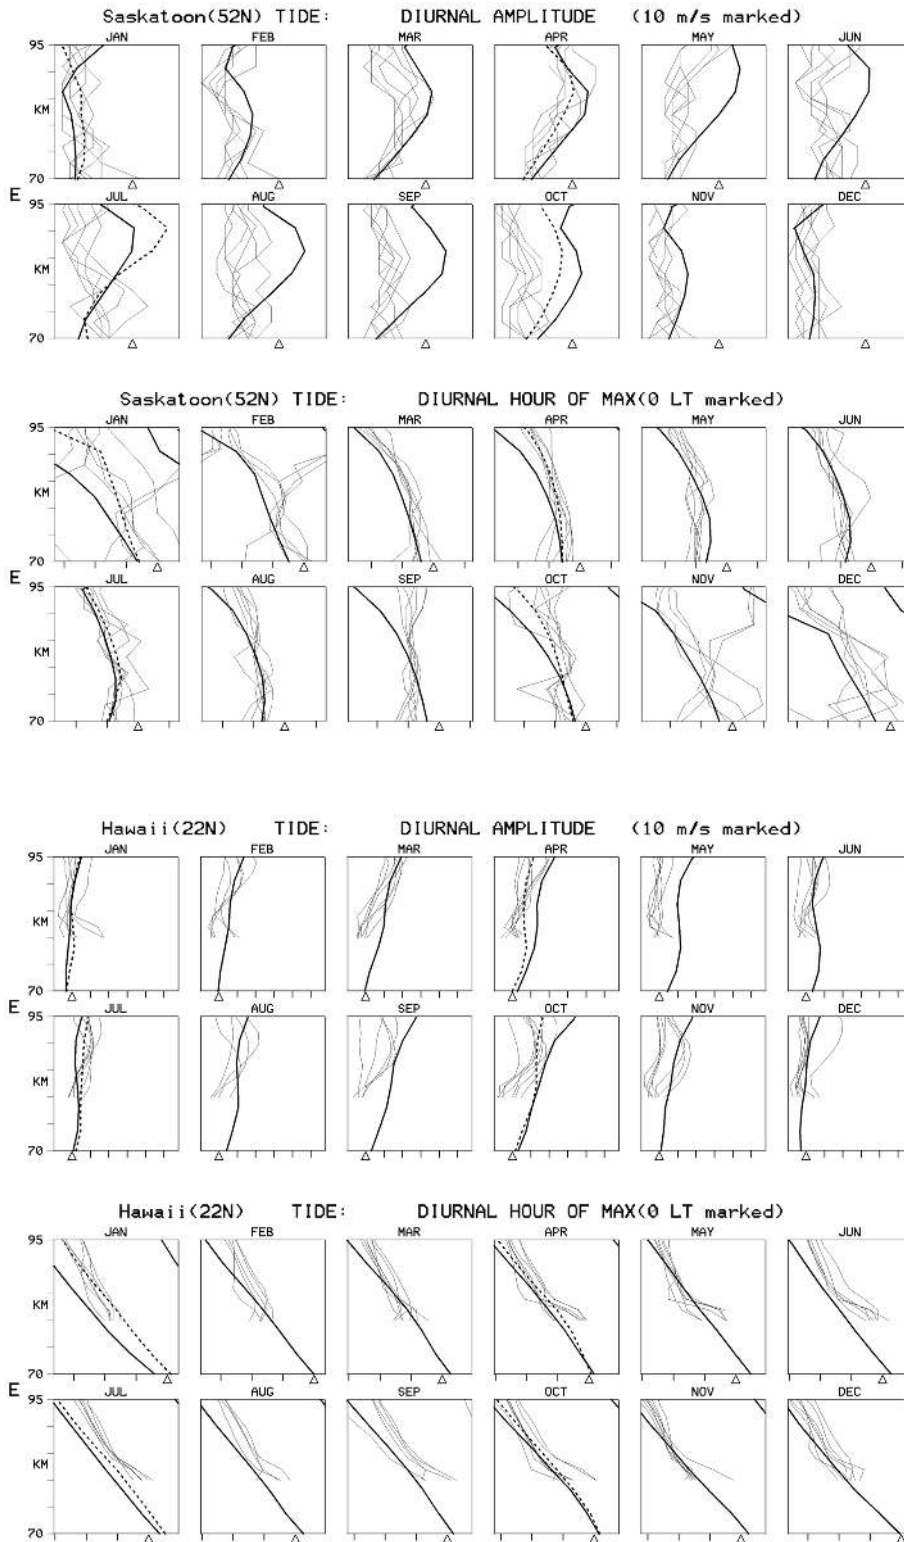 Saskatoon(52N) TIDE: DIURNAL AMPLITUDE (10 m/s marked)
JAN FEB MAR APR MAY JUN
95
KM
70
E JUL AUG SEP OCT NOV DEC
95
KM
70
Saskatoon(52N) TIDE: DIURNAL HOUR OF MAX(0 LT marked)
JAN FEB MAR APR MAY JUN
95
KM
70
E JUL AUG SEP OCT NOV DEC
95
KM
70
Hawaii(22N) TIDE: DIURNAL AMPLITUDE (10 m/s marked)
JAN FEB MAR APR MAY JUN
95
KM
70
E JUL AUG SEP OCT NOV DEC
95
KM
70
Hawaii(22N) TIDE: DIURNAL HOUR OF MAX(0 LT marked)
JAN FEB MAR APR MAY JUN
95
KM
70
E JUL AUG SEP OCT NOV DEC
95
KM
70